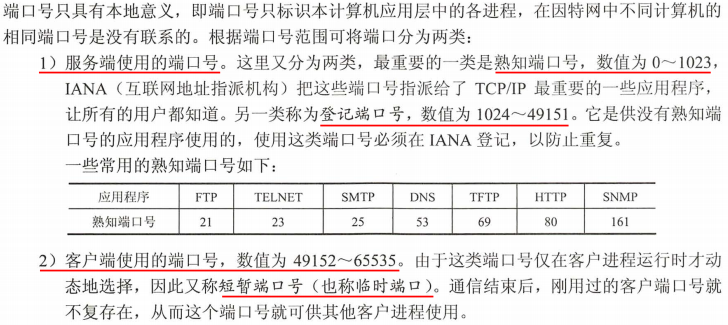 端口号只具有本地意义，即端口号只标识本计算机应用层中的各进程，在因特网中不同计算机的
相同端口号是没有联系的。根据端口号范围可将端口分为两类：
1）服务端使用的端口号。这里又分为两类，最重要的一类是熟知端口号，数值为 0～1023，
IANA（互联网地址指派机构）把这些端口号指派给了 TCP/IP 最重要的一些应用程序，
让所有的用户都知道。另一类称为登记端口号，数值为 1024～49151。它是供没有熟知端
口号的应用程序使用的，使用这类端口号必须在 IANA 登记，以防止重复。
一些常用的熟知端口号如下：
应用程序 FTP TELNET SMTP DNS TFTP HTTP SNMP
熟知端口号 21 23 25 53 69 80 161
2）客户端使用的端口号，数值为 49152～65535。由于这类端口号仅在客户进程运行时才动
态地选择，因此又称短暂端口号（也称临时端口）。通信结束后，刚用过的客户端口号就
不复存在，从而这个端口号就可供其他客户进程使用。